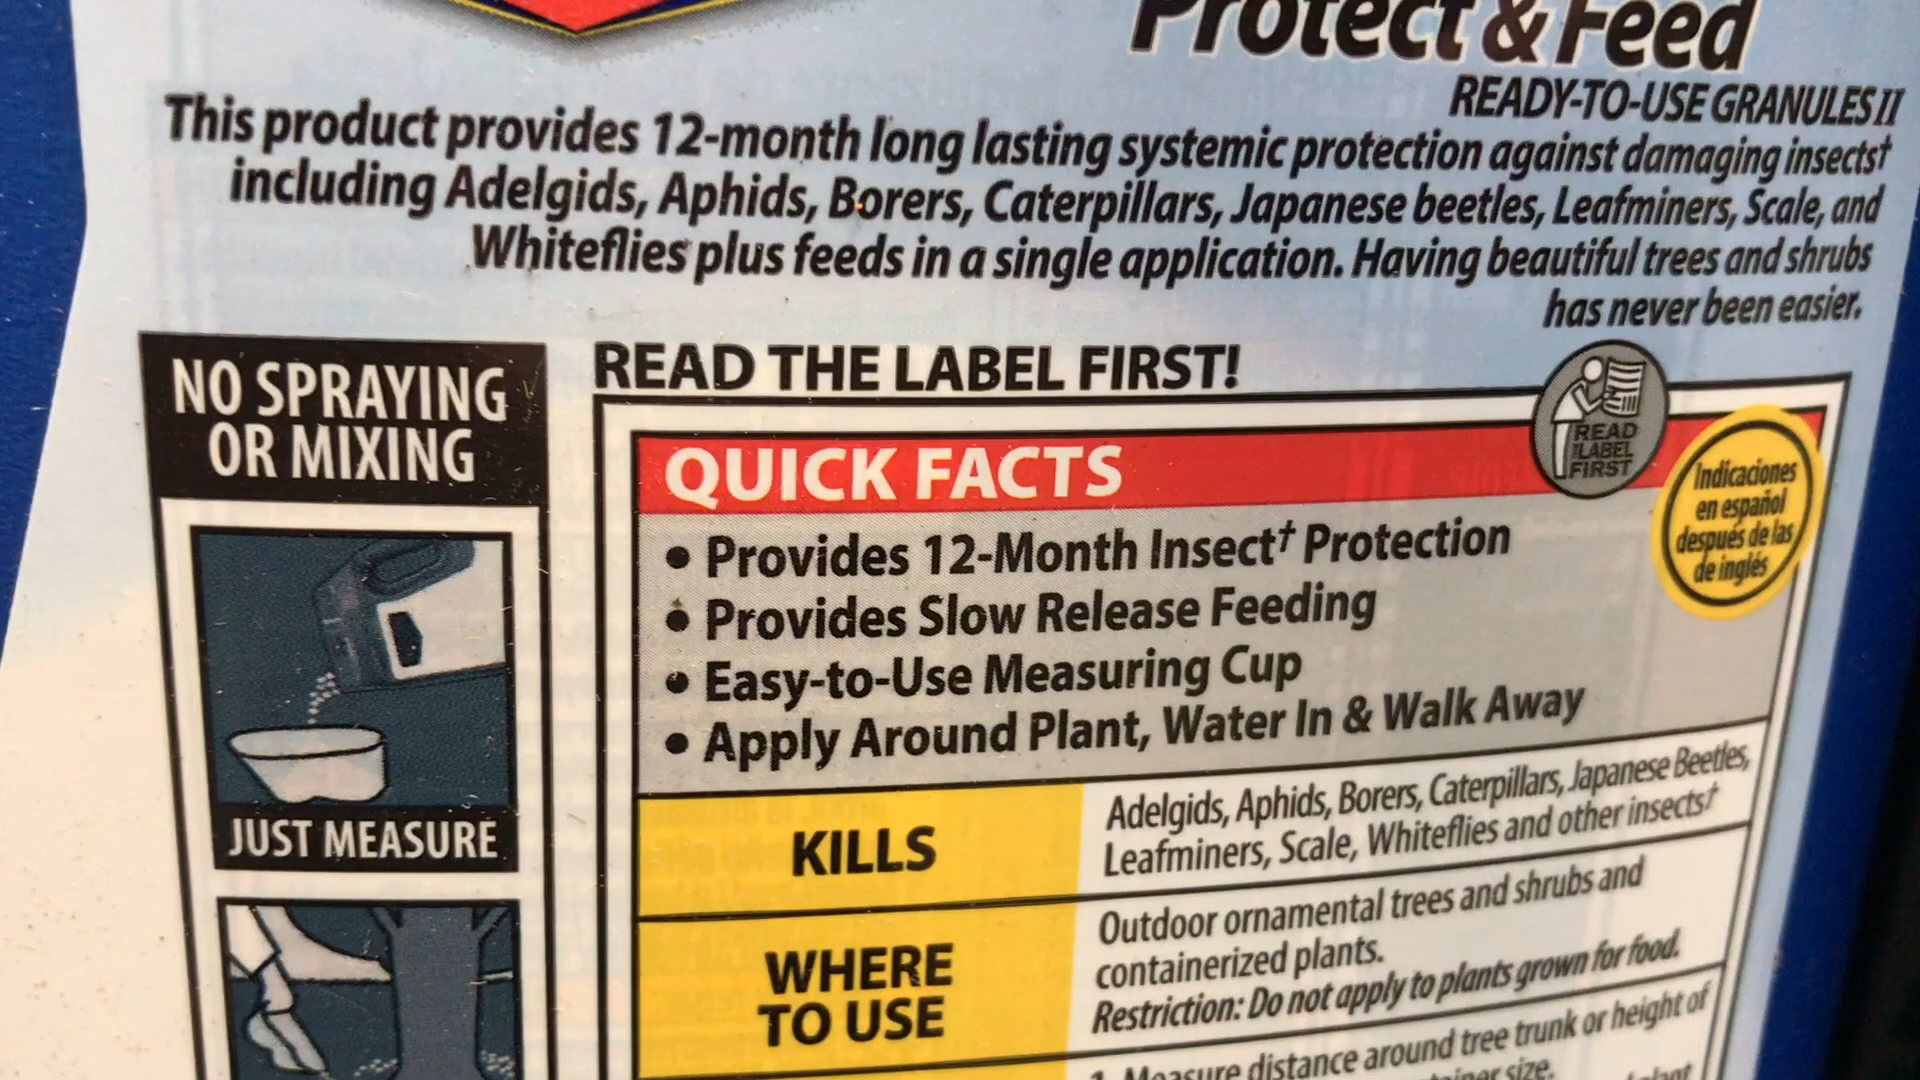 Protect & Feed
READY-TO-USE GRANULES II
This product provides 12-month long lasting systemic protection against damaging insects†
including Adelgids, Aphids, Borers, Caterpillars, Japanese beetles, Leafminers, Scale, and
Whiteflies plus feeds in a single application. Having beautiful trees and shrubs
has never been easier.
NO SPRAYING
OR MIXING
JUST MEASURE
READ THE LABEL FIRST!
READ
THE LABEL
FIRST
QUICK FACTS
Indicaciones
en español
después de las
de inglés
• Provides 12-Month Insect† Protection
• Provides Slow Release Feeding
• Easy-to-Use Measuring Cup
• Apply Around Plant, Water In & Walk Away
KILLS
Adelgids, Aphids, Borers, Caterpillars, Japanese Beetles,
Leafminers, Scale, Whiteflies and other insects†
WHERE
TO USE
Outdoor ornamental trees and shrubs and
containerized plants.
Restriction: Do not apply to plants grown for food.
1. Measure distance around tree trunk or height of
size.
plant